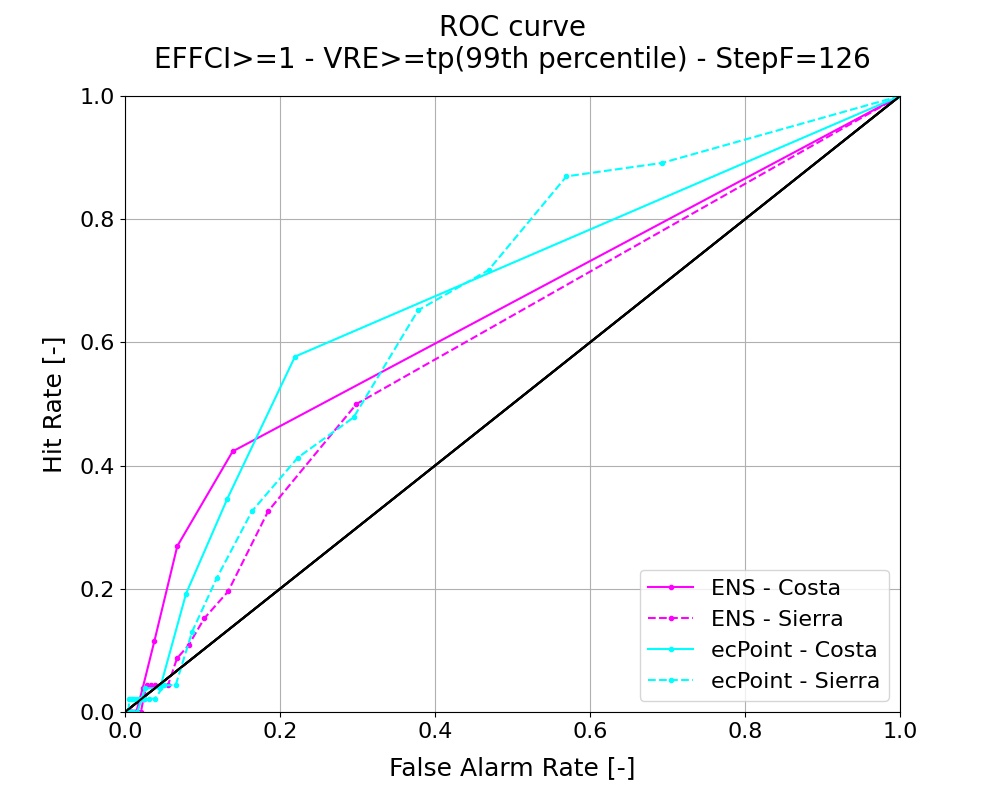 ROC curve
EFFCI>=1 - VRE>=tp(99th percentile) - StepF=126
1.0
0.8
0.6
0.4
0.2
0.0
Hit Rate [-]
0.0 0.2 0.4 0.6 0.8 1.0
False Alarm Rate [-]
ENS - Costa
ENS - Sierra
ecPoint - Costa
ecPoint - Sierra